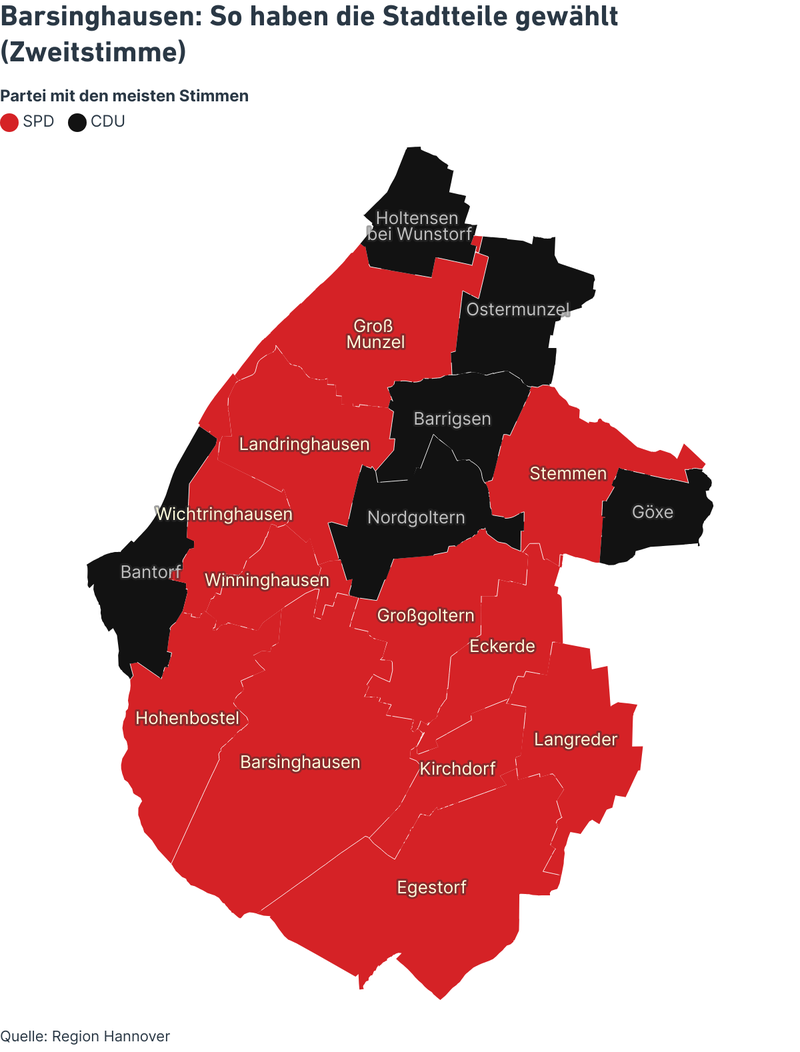 Barsinghausen: So haben die Stadtteile gewählt
(Zweitstimme)
Partei mit den meisten Stimmen
SPD CDU
Holtensen
bei Wunstorf
Ostermunzel
Groß
Munzel
Barrigsen
Landringhausen
Stemmen
Göxe
Wichtringhausen
Nordgoltern
Bantorf
Winninghausen
Großgoltern
Eckerde
Hohenbostel
Langreder
Barsinghausen
Kirchdorf
Egestorf
Quelle: Region Hannover